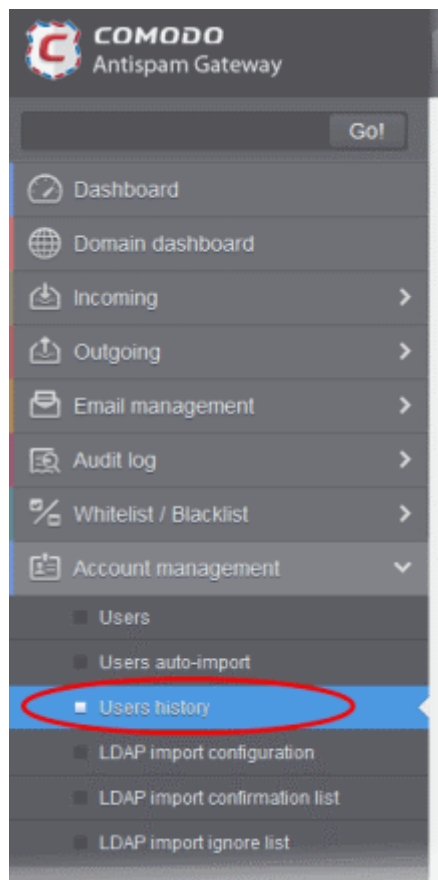 COMODO
Antispam Gateway
Go!
Dashboard
Domain dashboard
Incoming
Outgoing
Email management
Audit log
Whitelist / Blacklist
Account management
Users
Users auto-import
Users history
LDAP import configuration
LDAP import confirmation list
LDAP import ignore list